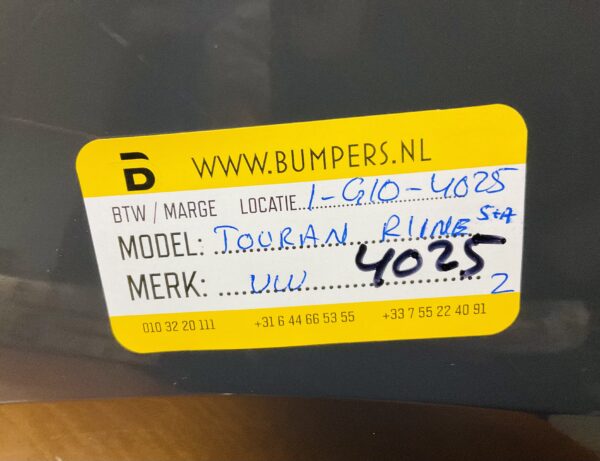 WWW.BUMPERS.NL
BTW / MARGE LOCATIE 1-G10-4025
MODEL: TOURAN RLINE StA
MERK: VW 4025 2
010 32 20 111 +31 6 44 66 53 55 +33 7 55 22 40 91